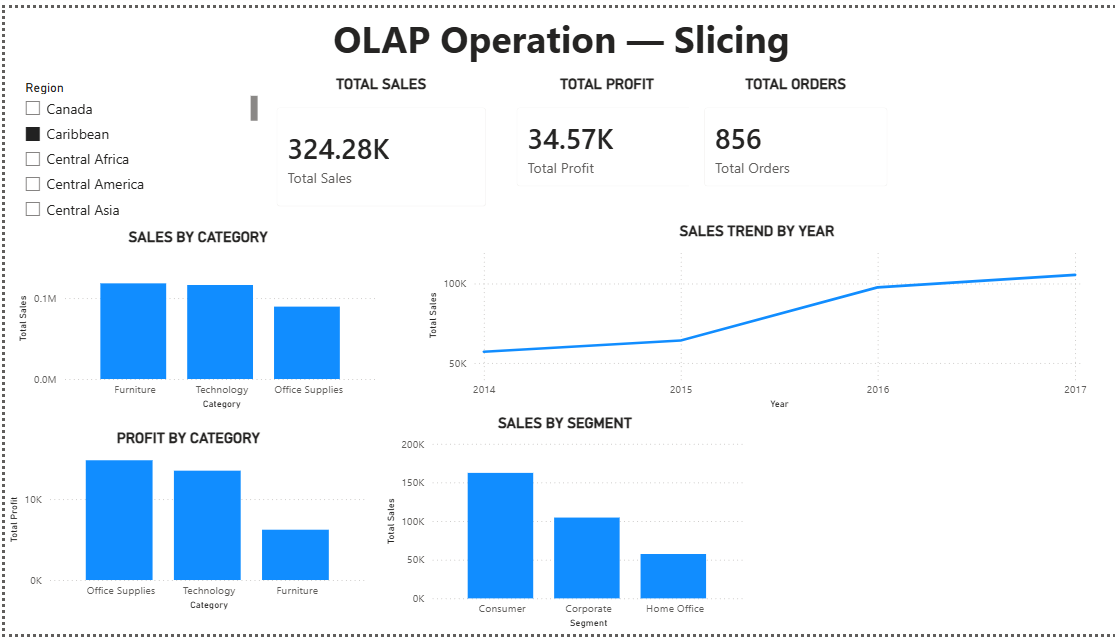 OLAP Operation — Slicing
Region
Canada
Caribbean
Central Africa
Central America
Central Asia
TOTAL SALES
324.28K
Total Sales
TOTAL PROFIT
34.57K
Total Profit
TOTAL ORDERS
856
Total Orders
SALES BY CATEGORY
Total Sales
0.1M
0.0M
Furniture Technology Office Supplies
Category
SALES TREND BY YEAR
Total Sales
100K
50K
2014 2015 2016 2017
Year
PROFIT BY CATEGORY
Total Profit
10K
0K
Office Supplies Technology Furniture
Category
SALES BY SEGMENT
Total Sales
200K
150K
100K
50K
0K
Consumer Corporate Home Office
Segment